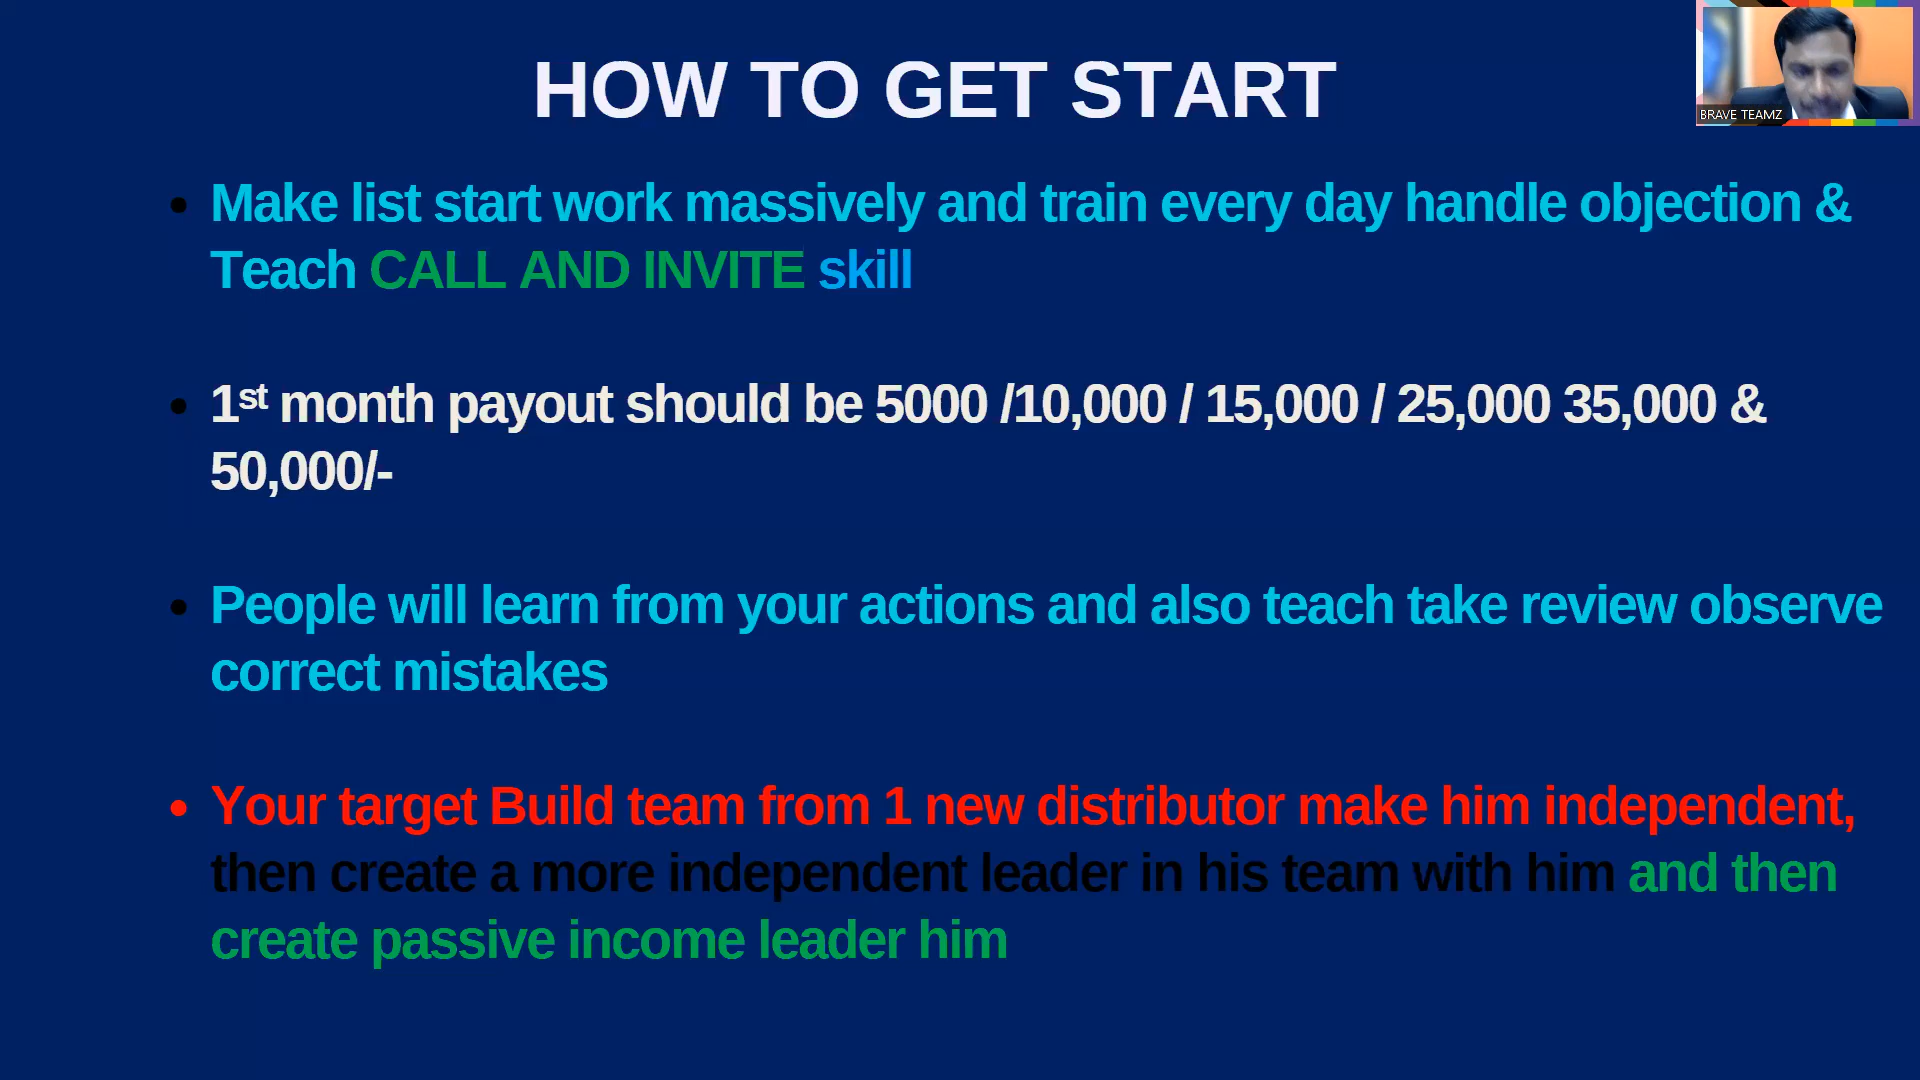 HOW TO GET START
BRAVE TEAMZ
• Make list start work massively and train every day handle objection &
Teach CALL AND INVITE skill
• 1st month payout should be 5000 /10,000 / 15,000 / 25,000 35,000 &
50,000/-
• People will learn from your actions and also teach take review observe
correct mistakes
• Your target Build team from 1 new distributor make him independent,
then create a more independent leader in his team with him and then
create passive income leader him